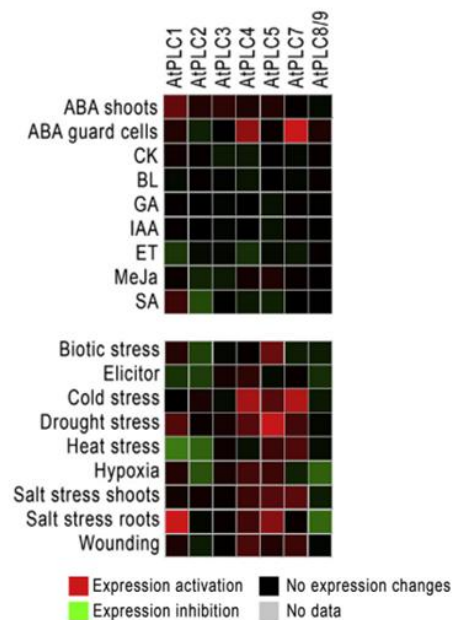 AtPLC1
AtPLC2
AtPLC3
AtPLC4
AtPLC5
AtPLC7
AtPLC8/9
ABA shoots
ABA guard cells
CK
BL
GA
IAA
ET
MeJa
SA
Biotic stress
Elicitor
Cold stress
Drought stress
Heat stress
Hypoxia
Salt stress shoots
Salt stress roots
Wounding
Expression activation
No expression changes
Expression inhibition
No data